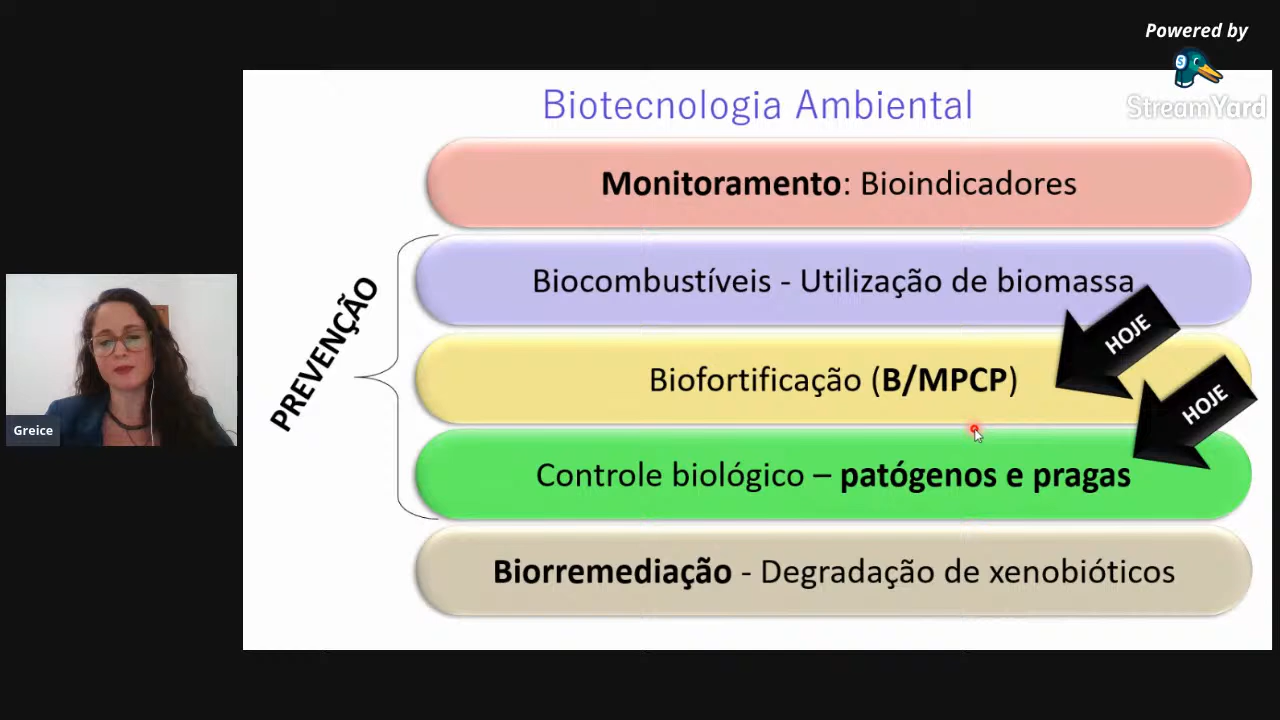 Powered by
StreamYard
Biotecnologia Ambiental
Monitoramento: Bioindicadores
Biocombustíveis - Utilização de biomassa
HOJE
Biofortificação (B/MPCP)
HOJE
PREVENÇÃO
Controle biológico – patógenos e pragas
Biorremediação - Degradação de xenobióticos
Greice